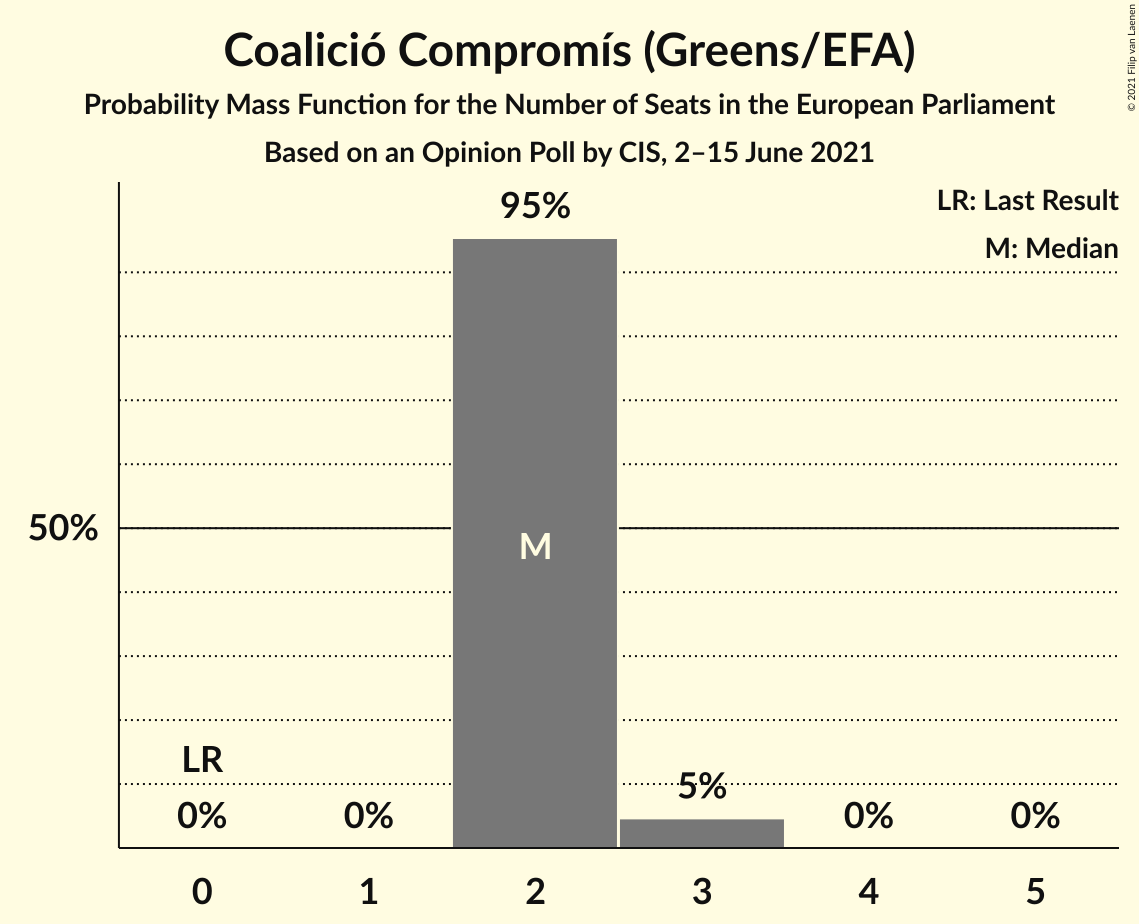 Coalició Compromís (Greens/EFA)
Probability Mass Function for the Number of Seats in the European Parliament
Based on an Opinion Poll by CIS, 2–15 June 2021
© 2021 Filip van Laenen
LR: Last Result
M: Median
95%
50%
M
LR
5%
0% 0% 0% 0%
0 1 2 3 4 5